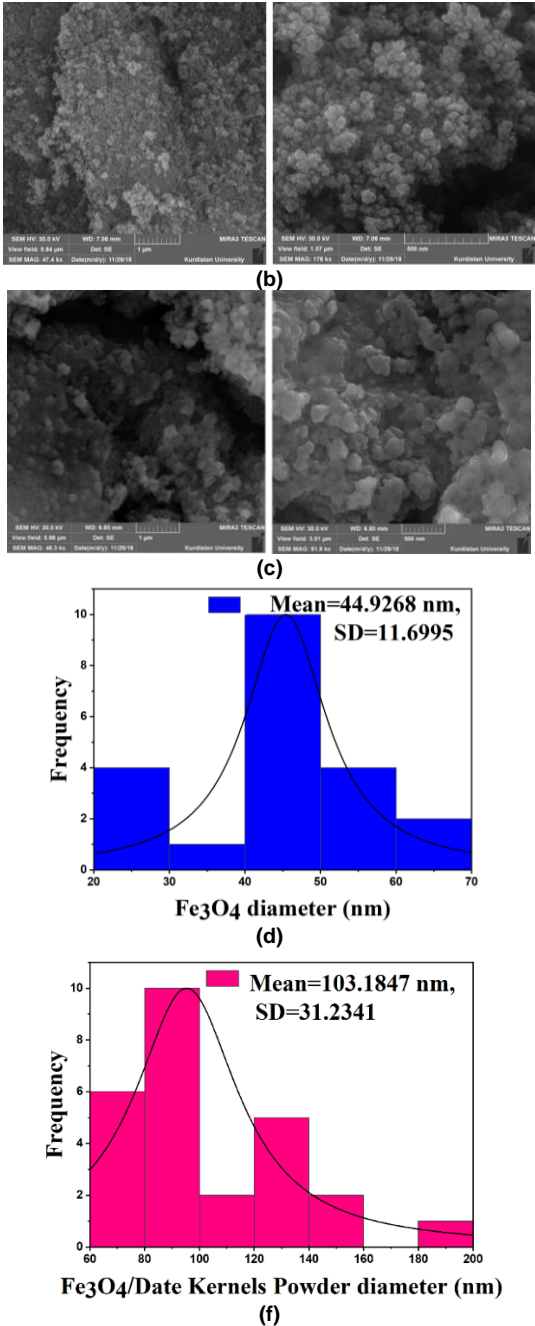 SEM HV: 30.0 kV WD: 7.06 mm MIRA3 TESCAN
View field: 5.84 µm Det: SE 1 µm
SEM MAG: 47.4 kx Date(m/d/y): 11/29/18 Kurdistan University
SEM HV: 30.0 kV WD: 7.06 mm MIRA3 TESCAN
View field: 1.57 µm Det: SE 500 nm
SEM MAG: 176 kx Date(m/d/y): 11/29/18 Kurdistan University
(b)
SEM HV: 30.0 kV WD: 6.85 mm MIRA3 TESCAN
View field: 5.98 µm Det: SE 1 µm
SEM MAG: 46.3 kx Date(m/d/y): 11/29/18 Kurdistan University
SEM HV: 30.0 kV WD: 6.85 mm MIRA3 TESCAN
View field: 3.01 µm Det: SE 500 nm
SEM MAG: 91.9 kx Date(m/d/y): 11/29/18 Kurdistan University
(c)
Mean=44.9268 nm,
SD=11.6995
Frequency
10
8
6
4
2
0
20 30 40 50 60 70
Fe3O4 diameter (nm)
(d)
Mean=103.1847 nm,
SD=31.2341
Frequency
10
8
6
4
2
0
60 80 100 120 140 160 180 200
Fe3O4/Date Kernels Powder diameter (nm)
(f)